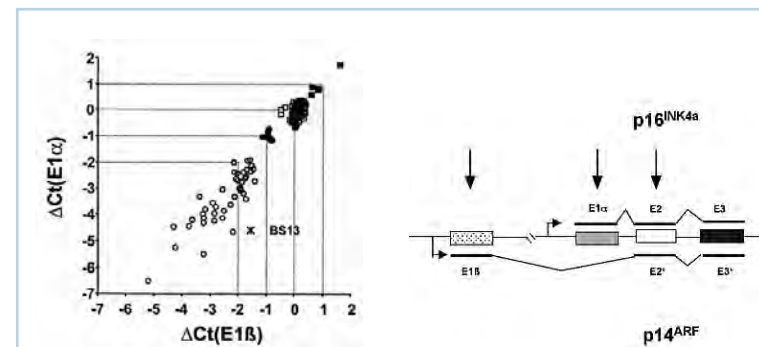 2
1
0
-1
-2
-3
-4
-5
-6
-7
ΔCt(E1α)
BS13
-7 -6 -5 -4 -3 -2 -1 0 1 2
ΔCt(E1ß)
p16INK4a
E1α E2 E3
E1ß E2' E3'
p14ARF